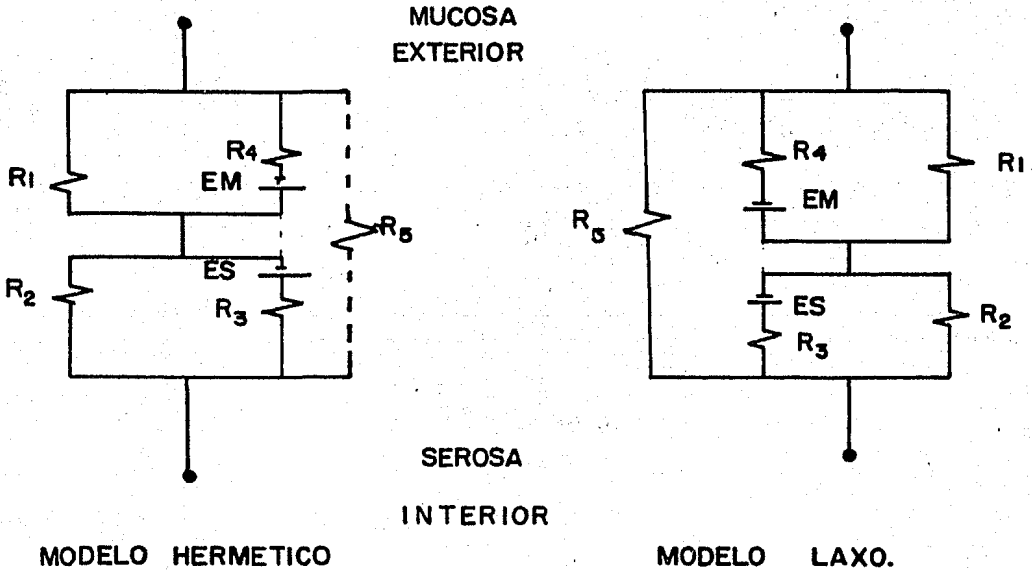 MUCOSA
EXTERIOR
R4
EM
R1
R5
ES
R2
R3
R4
EM
R1
R5
ES
R2
R3
SEROSA
INTERIOR
MODELO HERMETICO
MODELO LAXO.